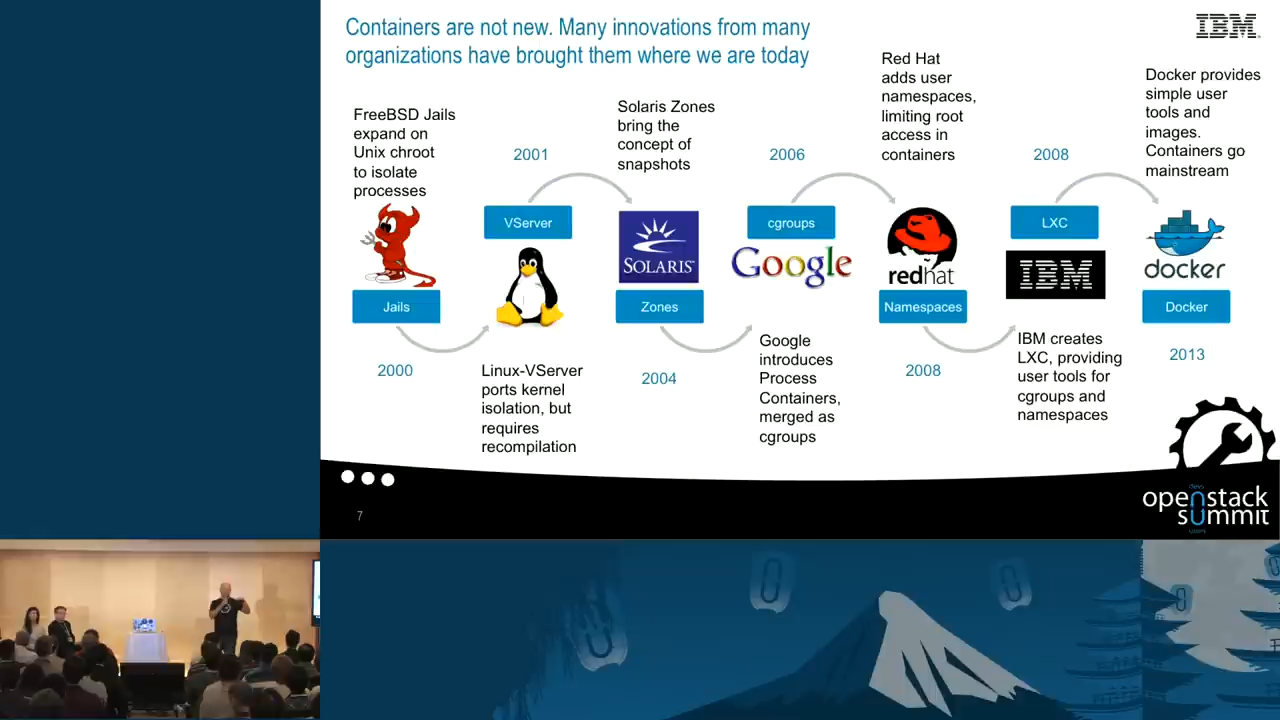 Containers are not new. Many innovations from many
organizations have brought them where we are today
IBM
FreeBSD Jails
expand on
Unix chroot
to isolate
processes
Jails
2000
2001
VServer
Linux-VServer
ports kernel
isolation, but
requires
recompilation
Solaris Zones
bring the
concept of
snapshots
SOLARIS
Zones
2004
2006
cgroups
Google
Google
introduces
Process
Containers,
merged as
cgroups
Red Hat
adds user
namespaces,
limiting root
access in
containers
redhat
Namespaces
2008
2008
LXC
IBM
IBM creates
LXC, providing
user tools for
cgroups and
namespaces
Docker provides
simple user
tools and
images.
Containers go
mainstream
docker
Docker
2013
7
openstack
summit